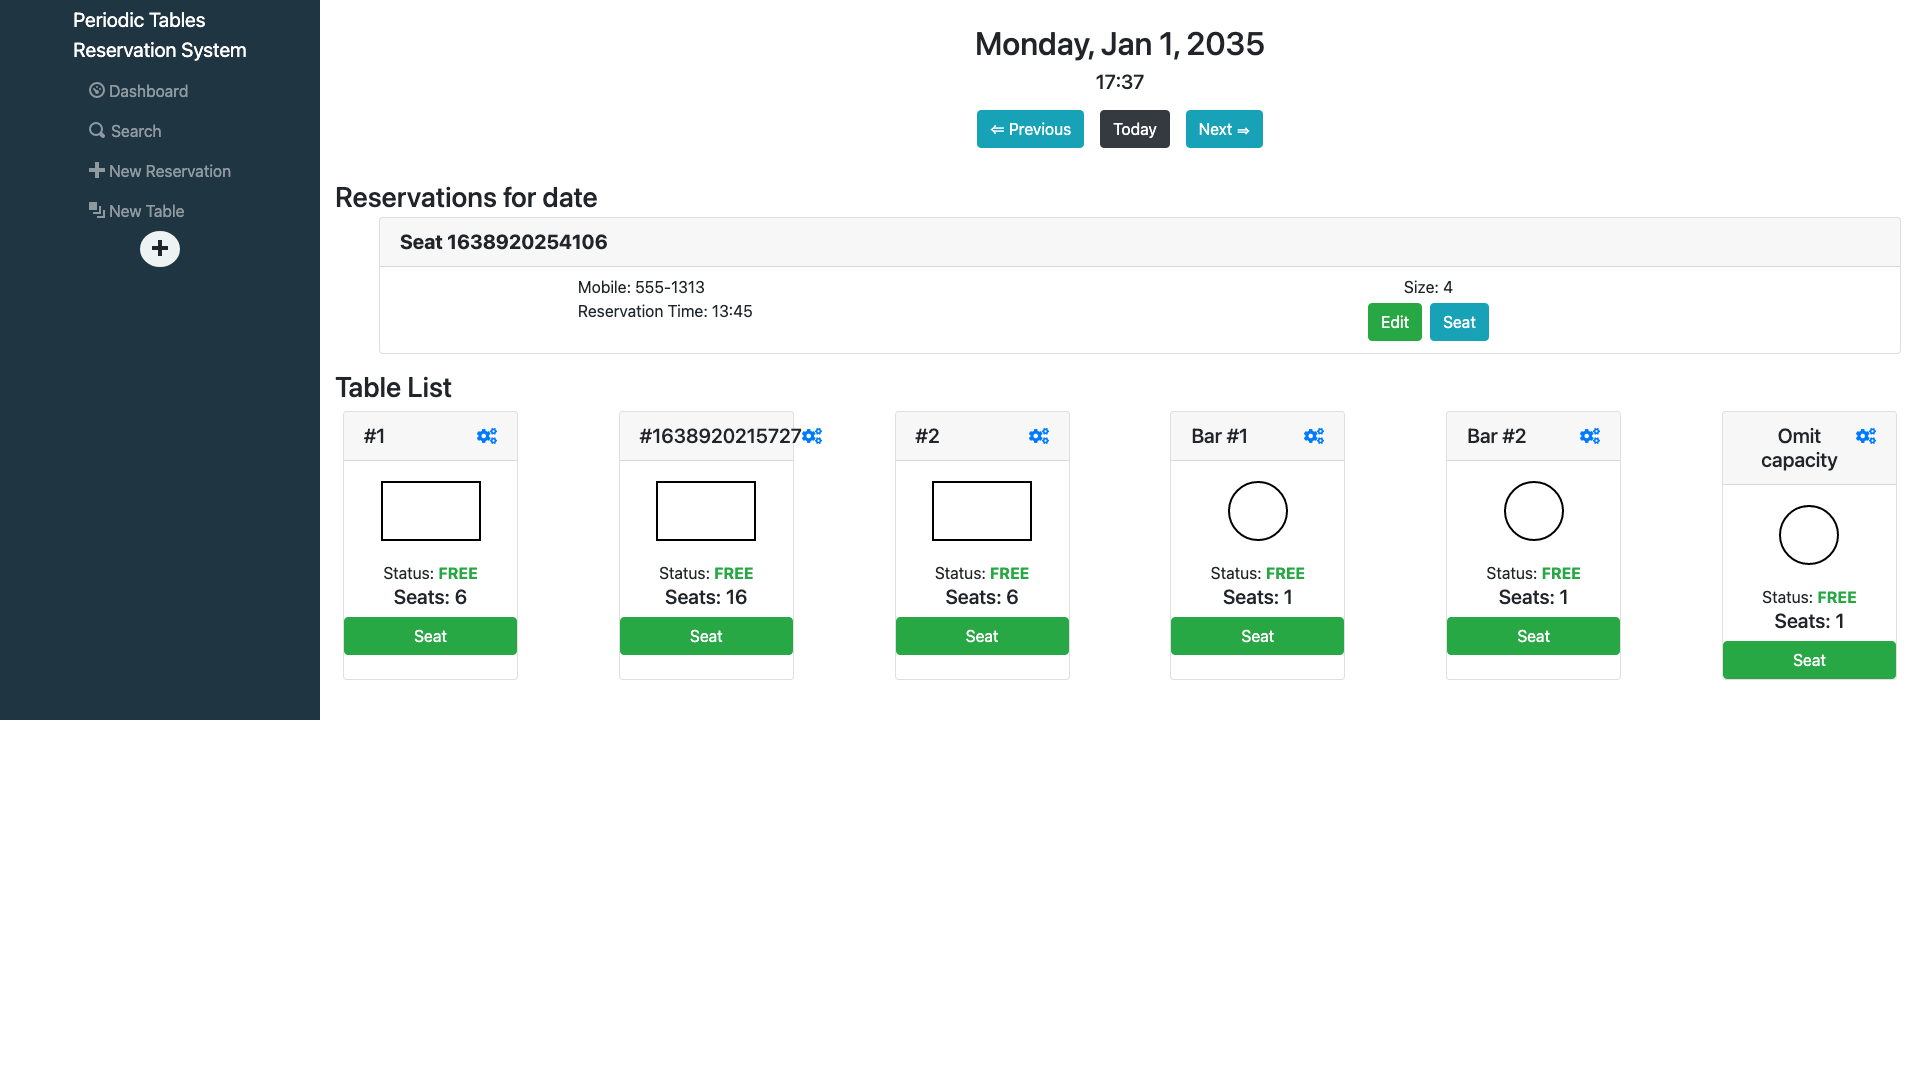 Periodic Tables
Reservation System
Dashboard
Search
New Reservation
New Table
Monday, Jan 1, 2035
17:37
⇐ Previous
Today
Next ⇒
Reservations for date
Seat 1638920254106
Mobile: 555-1313
Reservation Time: 13:45
Size: 4
Edit
Seat
Table List
#1
Status: FREE
Seats: 6
Seat
#1638920215727
Status: FREE
Seats: 16
Seat
#2
Status: FREE
Seats: 6
Seat
Bar #1
Status: FREE
Seats: 1
Seat
Bar #2
Status: FREE
Seats: 1
Seat
Omit
capacity
Status: FREE
Seats: 1
Seat